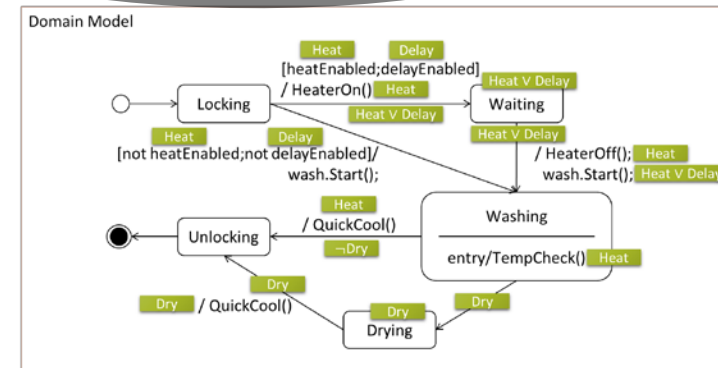 Domain Model
Heat Delay
[heatEnabled;delayEnabled]
/ HeaterOn() Heat
Heat V Delay
Locking
Waiting
Heat V Delay
Heat V Delay
Heat Delay
[not heatEnabled;not delayEnabled]/
wash.Start();
/ HeaterOff(); Heat
wash.Start(); Heat V Delay
Heat
/ QuickCool()
¬Dry
Unlocking
Washing
entry/TempCheck() Heat
Dry
Dry / QuickCool()
Dry
Drying
Dry